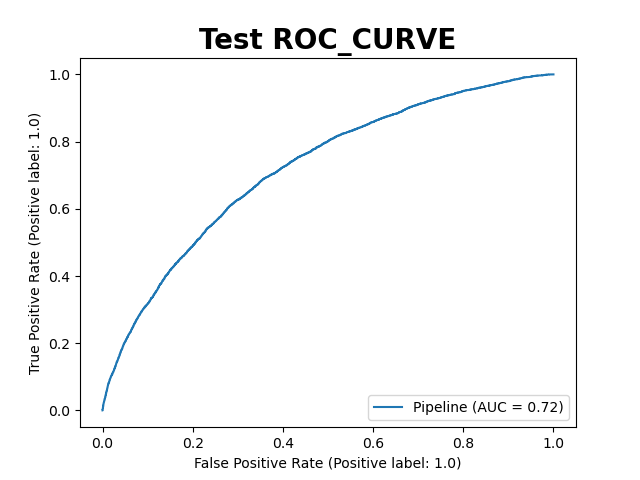 Test ROC_CURVE
True Positive Rate (Positive label: 1.0)
1.0
0.8
0.6
0.4
0.2
0.0
Pipeline (AUC = 0.72)
0.0 0.2 0.4 0.6 0.8 1.0
False Positive Rate (Positive label: 1.0)